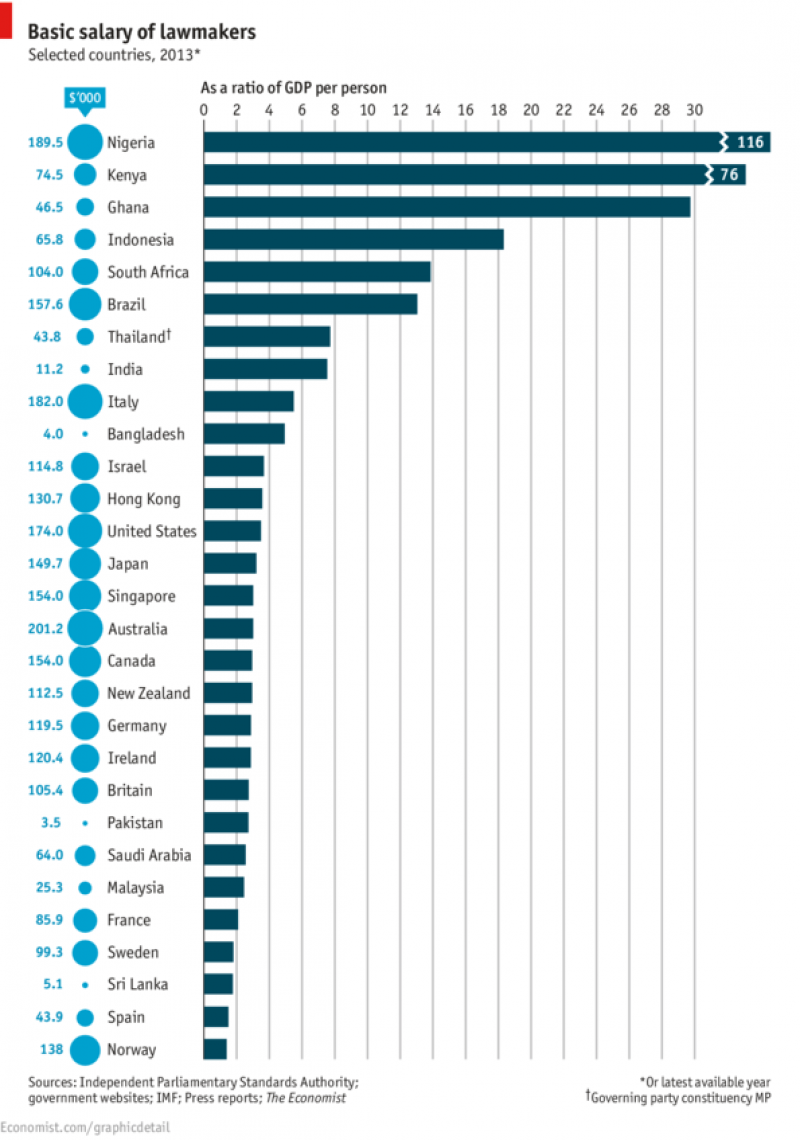 Basic salary of lawmakers
Selected countries, 2013*
As a ratio of GDP per person
$'000
0 2 4 6 8 10 12 14 16 18 20 22 24 26 28 30
189.5 Nigeria 116
74.5 Kenya 76
46.5 Ghana
65.8 Indonesia
104.0 South Africa
157.6 Brazil
43.8 Thailand†
11.2 India
182.0 Italy
4.0 Bangladesh
114.8 Israel
130.7 Hong Kong
174.0 United States
149.7 Japan
154.0 Singapore
201.2 Australia
154.0 Canada
112.5 New Zealand
119.5 Germany
120.4 Ireland
105.4 Britain
3.5 Pakistan
64.0 Saudi Arabia
25.3 Malaysia
85.9 France
99.3 Sweden
5.1 Sri Lanka
43.9 Spain
138 Norway
Sources: Independent Parliamentary Standards Authority;
government websites; IMF; Press reports; The Economist
*Or latest available year
†Governing party constituency MP
Economist.com/graphicdetail